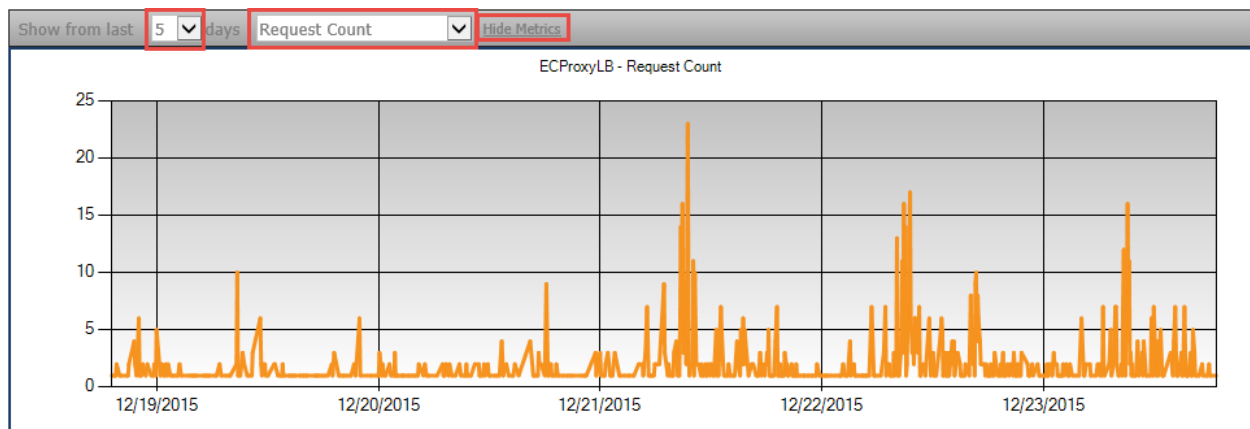 Show from last 5 days Request Count Hide Metrics
ECProxyLB - Request Count
25
20
15
10
5
0
12/19/2015 12/20/2015 12/21/2015 12/22/2015 12/23/2015